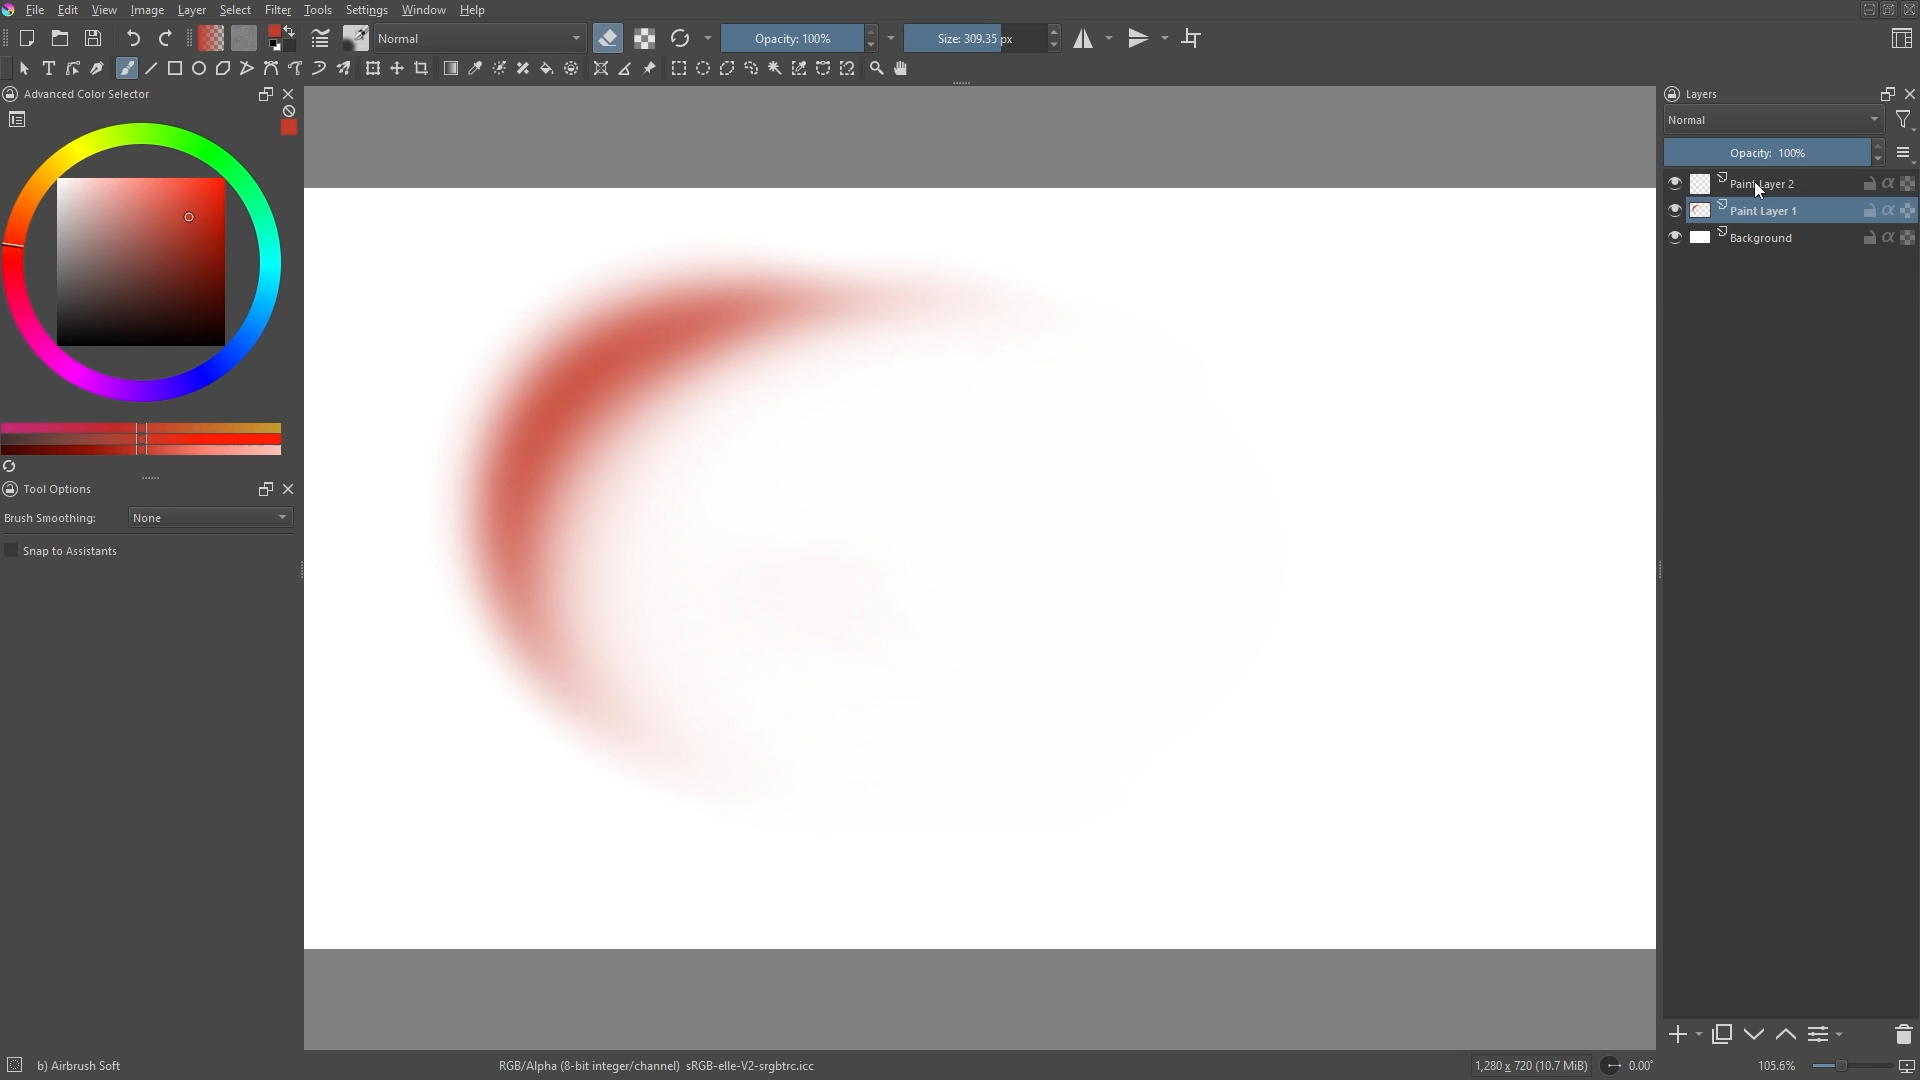 File Edit View Image Layer Select Filter Tools Settings Window Help
Normal
Opacity: 100%
Size: 309.35 px
Advanced Color Selector
Tool Options
Brush Smoothing: None
Snap to Assistants
Layers
Normal
Opacity: 100%
Paint Layer 2
Paint Layer 1
Background
b) Airbrush Soft
RGB/Alpha (8-bit integer/channel) sRGB-elle-V2-srgbtrc.icc
1,280 x 720 (10.7 MiB)
0.00°
105.6%